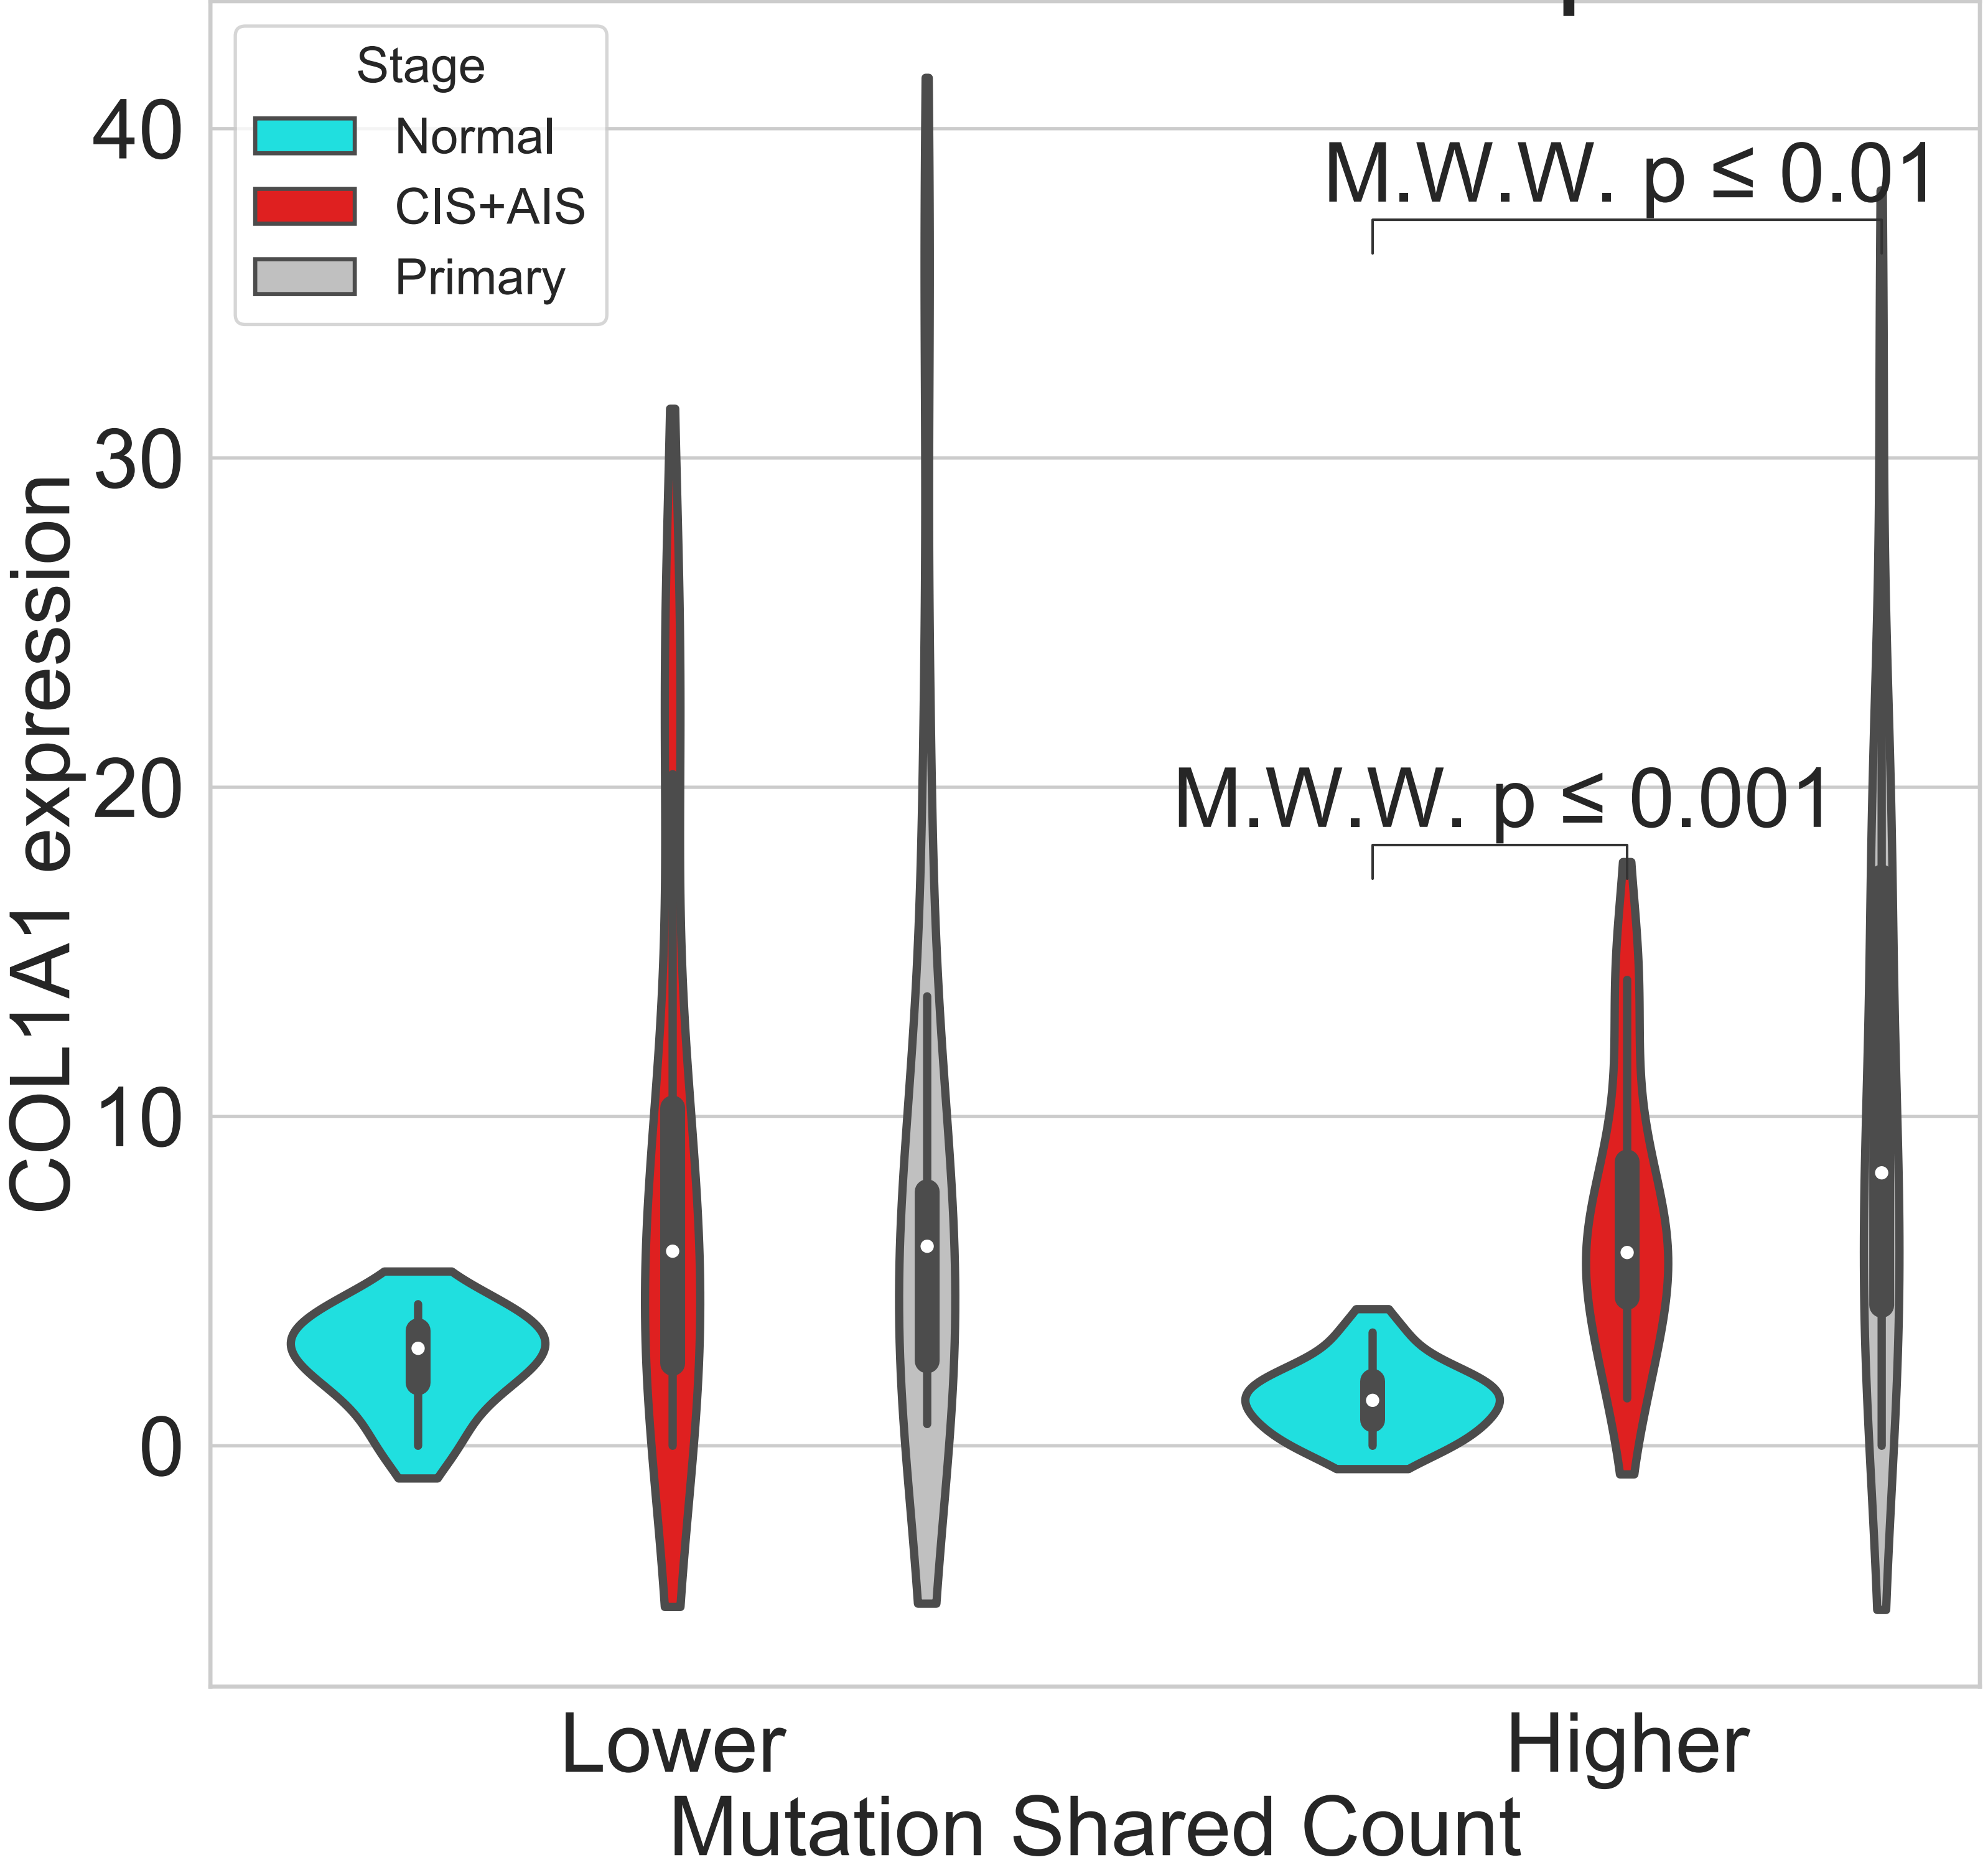 Stage
Normal
CIS+AIS
Primary
COL1A1 expression
40
30
20
10
0
M.W.W. p ≤ 0.01
M.W.W. p ≤ 0.001
Lower
Higher
Mutation Shared Count